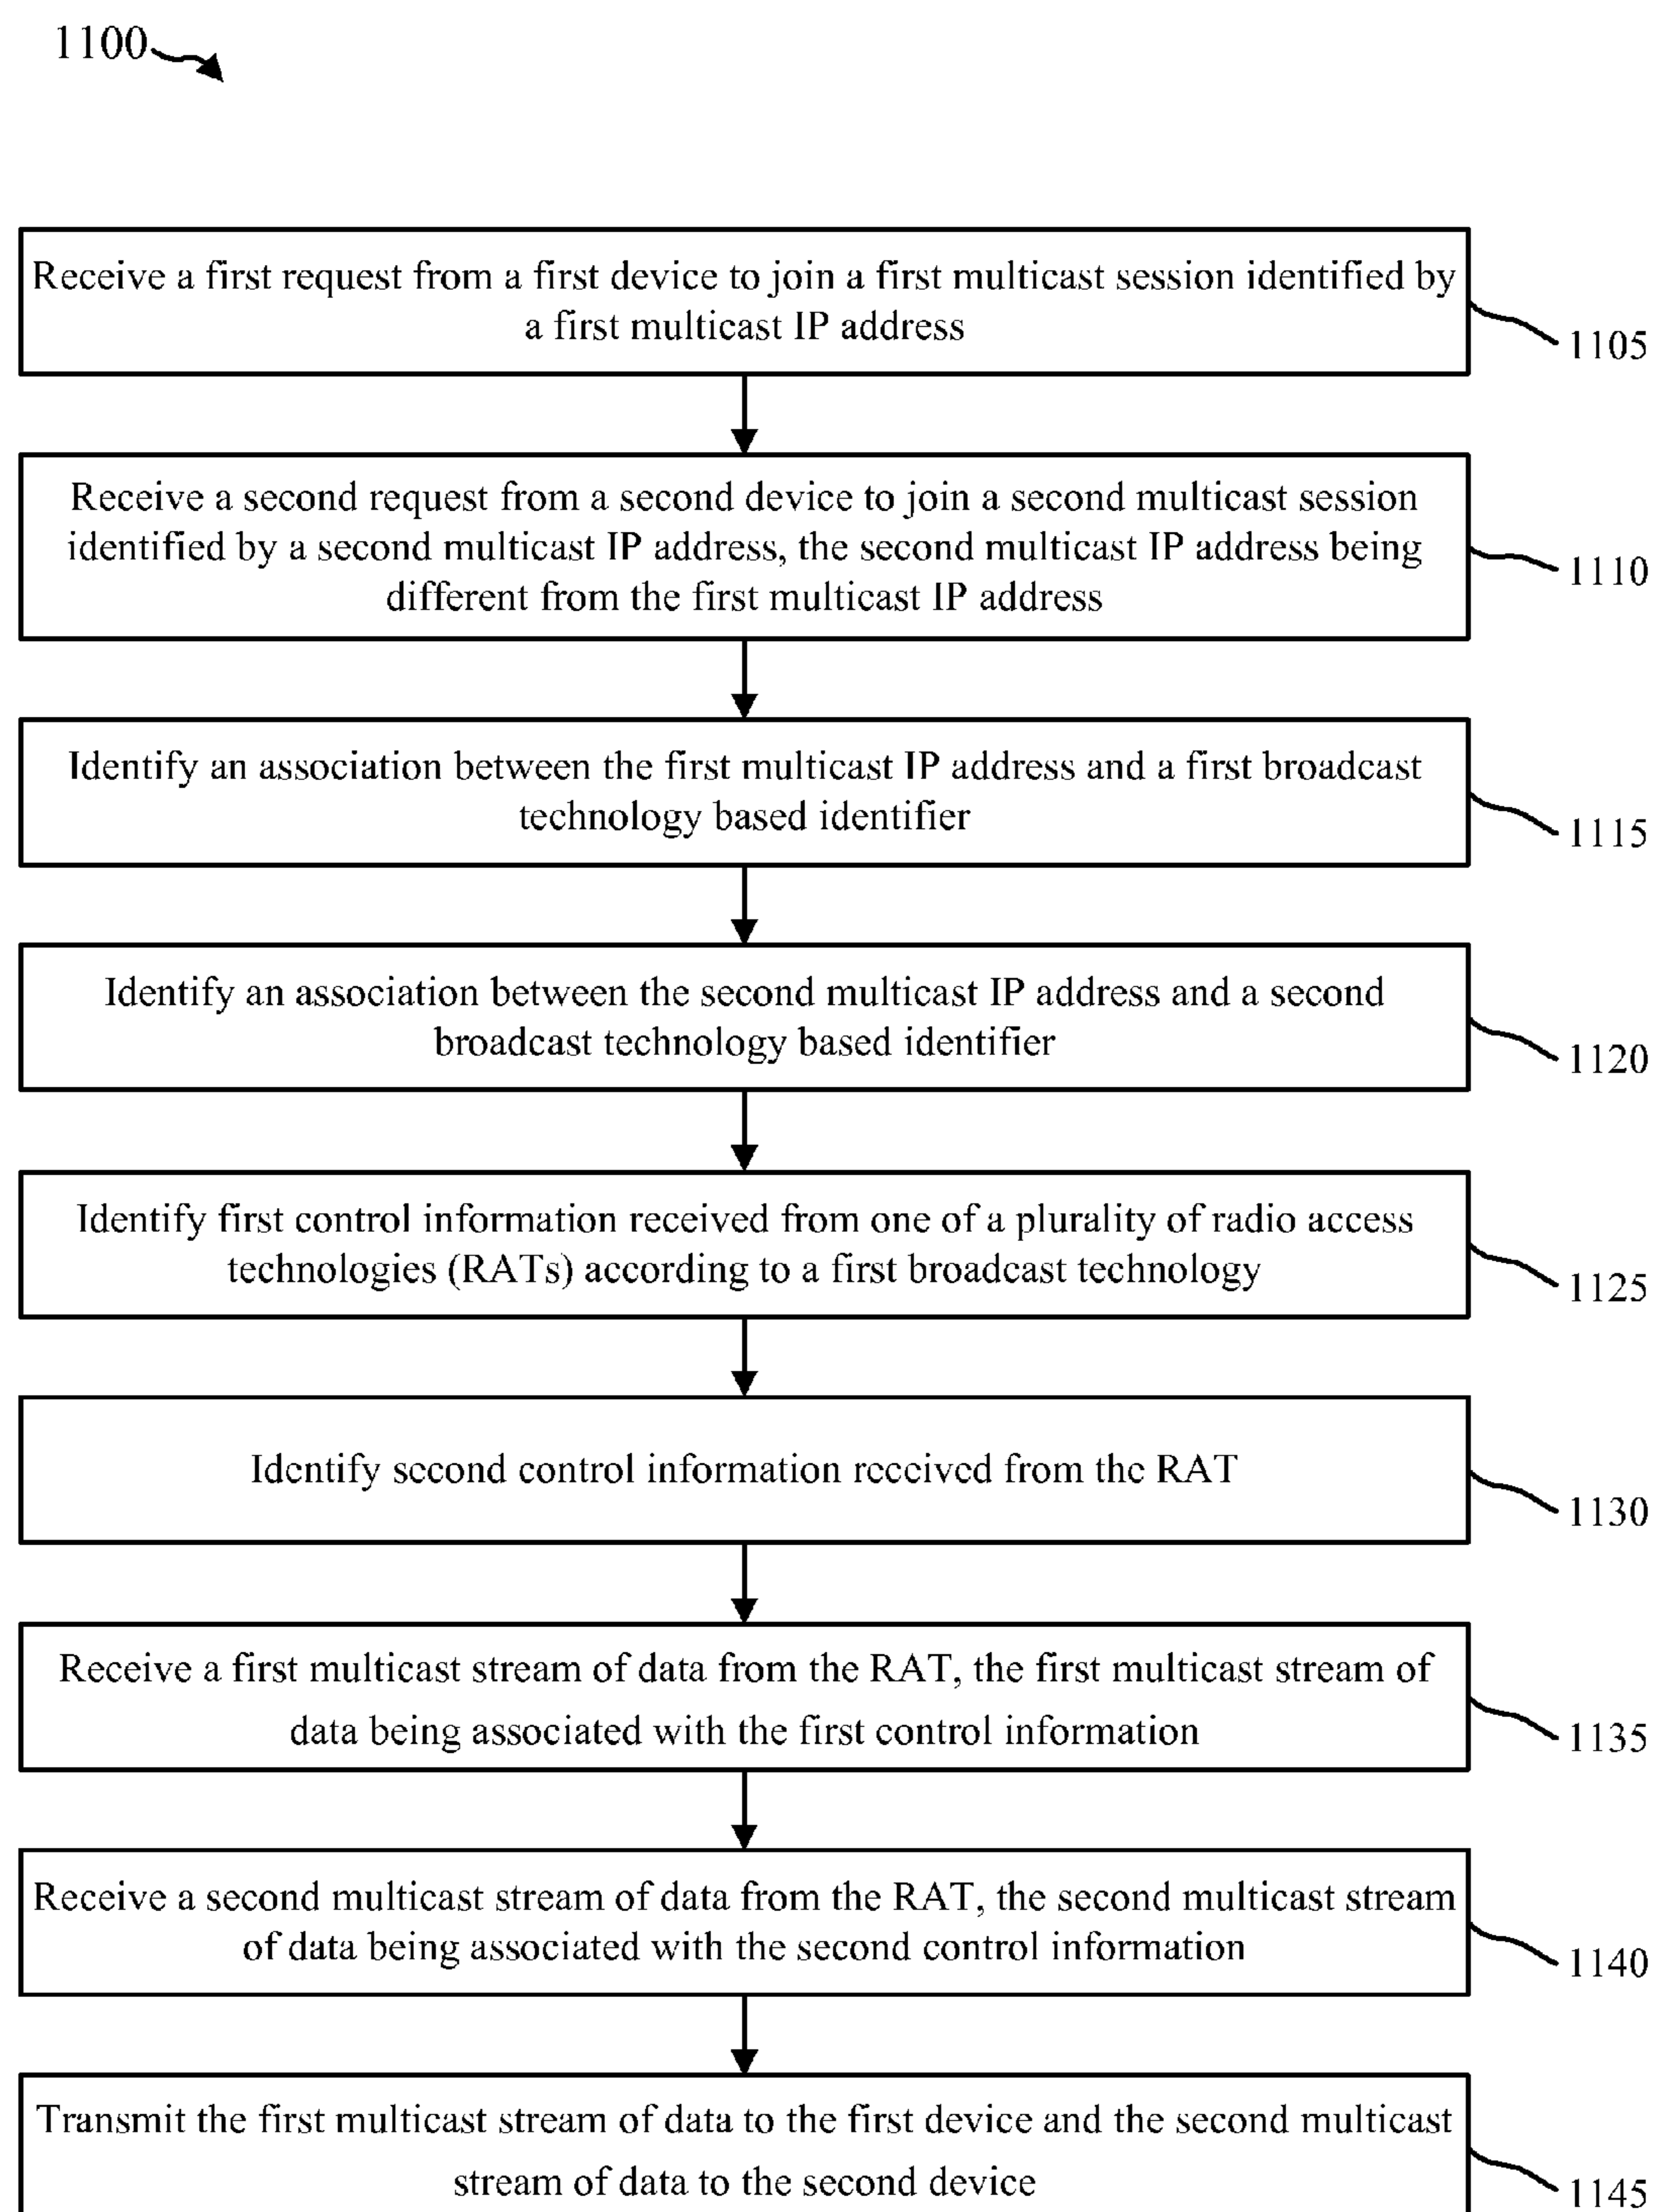 1100
Receive a first request from a first device to join a first multicast session identified by
a first multicast IP address
1105
Receive a second request from a second device to join a second multicast session
identified by a second multicast IP address, the second multicast IP address being
different from the first multicast IP address
1110
Identify an association between the first multicast IP address and a first broadcast
technology based identifier
1115
Identify an association between the second multicast IP address and a second
broadcast technology based identifier
1120
Identify first control information received from one of a plurality of radio access
technologies (RATs) according to a first broadcast technology
1125
Identify second control information received from the RAT
1130
Receive a first multicast stream of data from the RAT, the first multicast stream of
data being associated with the first control information
1135
Receive a second multicast stream of data from the RAT, the second multicast stream
of data being associated with the second control information
1140
Transmit the first multicast stream of data to the first device and the second multicast
stream of data to the second device
1145